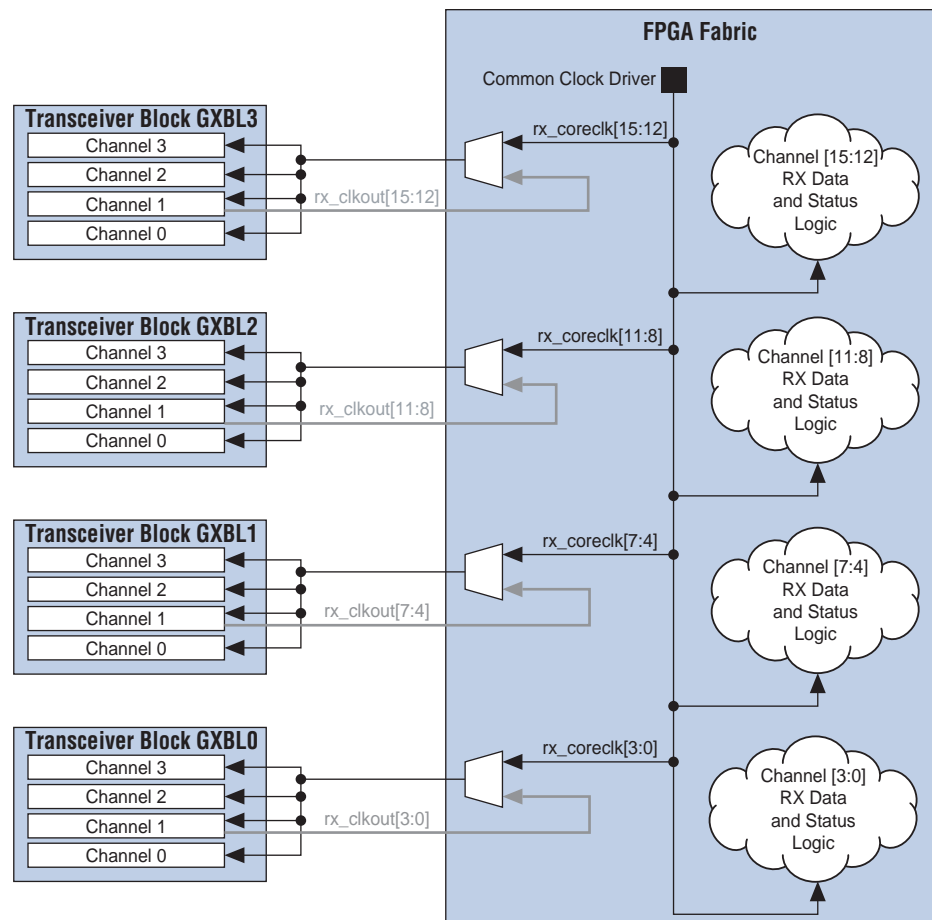 FPGA Fabric
Common Clock Driver
Transceiver Block GXBL3
Channel 3
Channel 2
Channel 1
Channel 0
rx_clkout[15:12]
rx_coreclk[15:12]
Channel [15:12]
RX Data
and Status
Logic
Transceiver Block GXBL2
Channel 3
Channel 2
Channel 1
Channel 0
rx_clkout[11:8]
rx_coreclk[11:8]
Channel [11:8]
RX Data
and Status
Logic
Transceiver Block GXBL1
Channel 3
Channel 2
Channel 1
Channel 0
rx_clkout[7:4]
rx_coreclk[7:4]
Channel [7:4]
RX Data
and Status
Logic
Transceiver Block GXBL0
Channel 3
Channel 2
Channel 1
Channel 0
rx_clkout[3:0]
rx_coreclk[3:0]
Channel [3:0]
RX Data
and Status
Logic